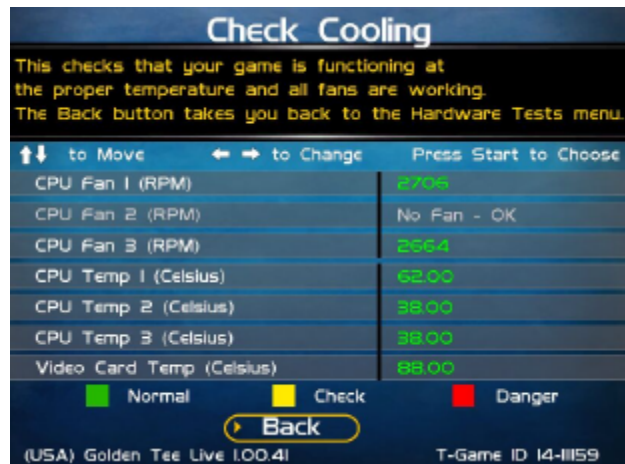 Check Cooling
This checks that your game is functioning at
the proper temperature and all fans are working.
The Back button takes you back to the Hardware Tests menu.
to Move to Change Press Start to Choose
CPU Fan 1 (RPM) 2706
CPU Fan 2 (RPM) No Fan - OK
CPU Fan 3 (RPM) 2664
CPU Temp 1 (Celsius) 62.00
CPU Temp 2 (Celsius) 38.00
CPU Temp 3 (Celsius) 38.00
Video Card Temp (Celsius) 88.00
Normal Check Danger
Back
(USA) Golden Tee Live 1.00.41 T-Game ID 14-11159